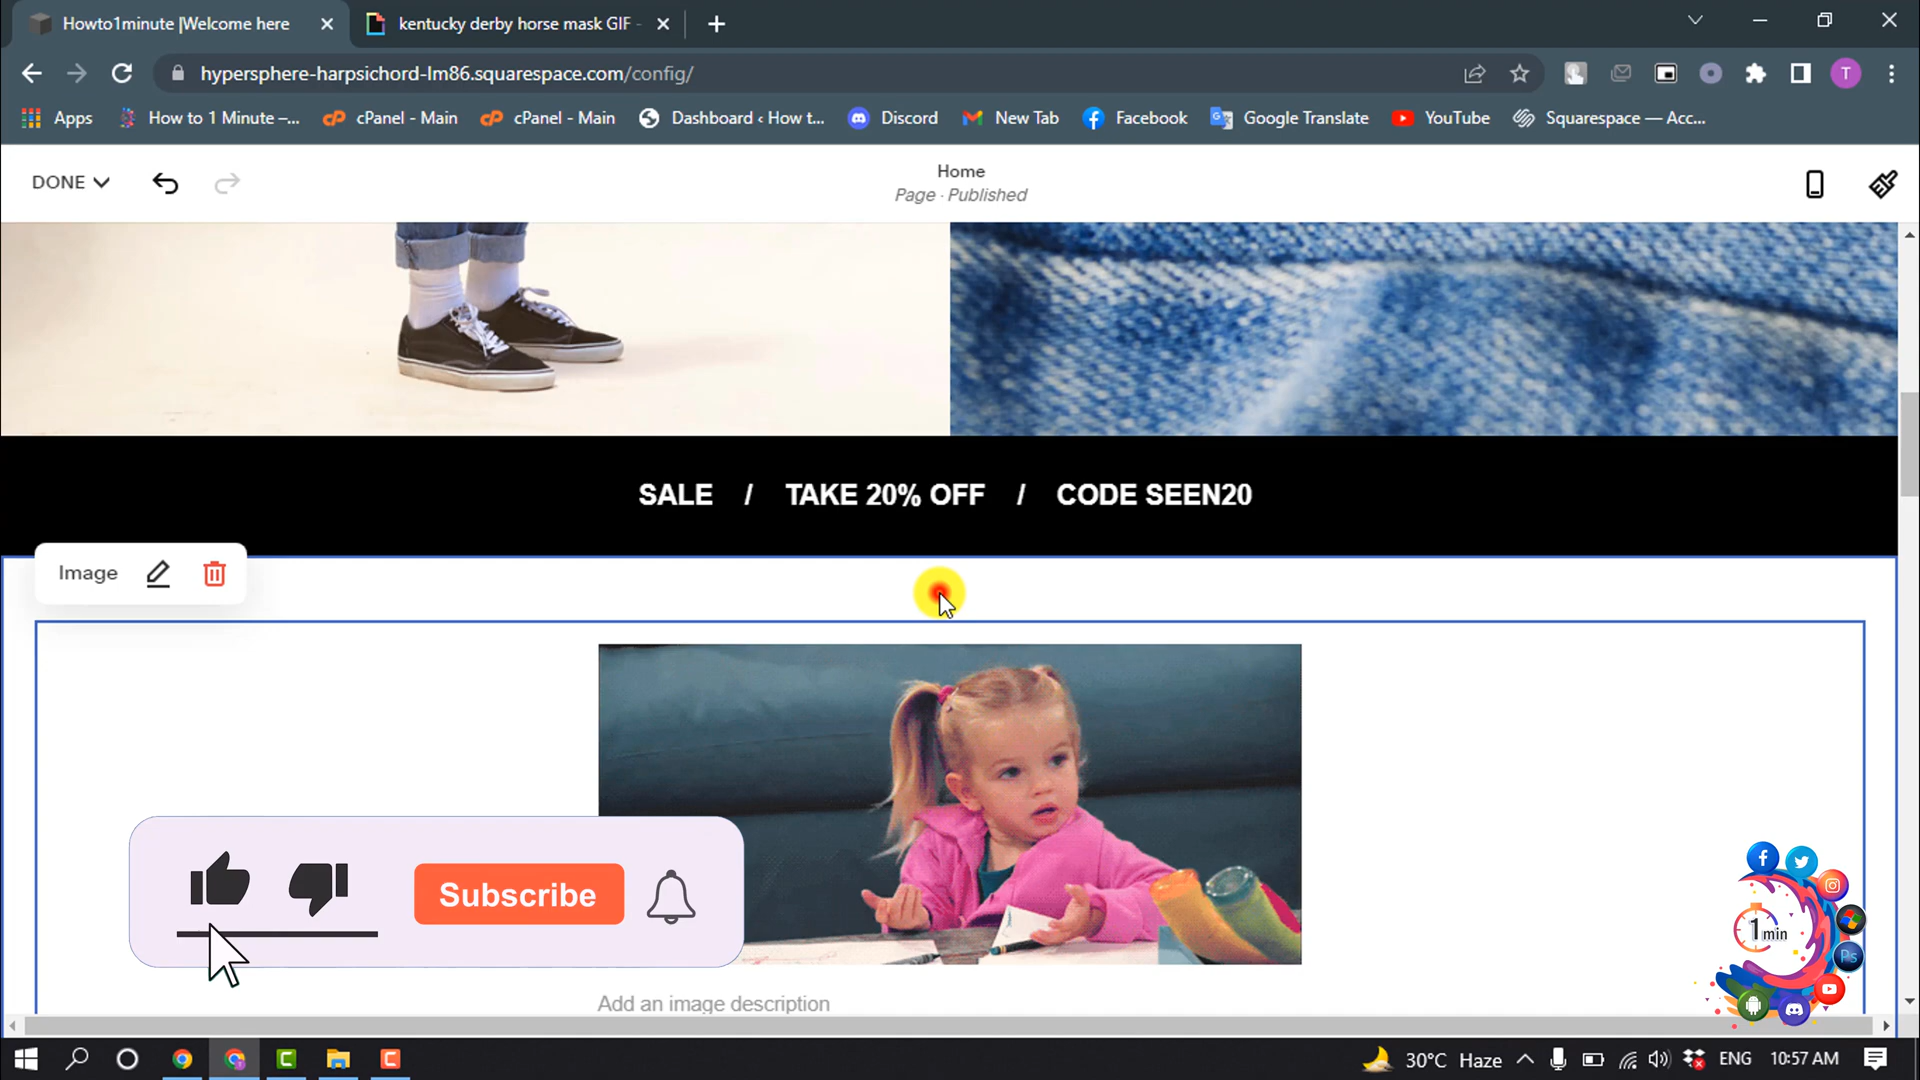 Howto1minute |Welcome here
kentucky derby horse mask GIF -
hypersphere-harpsichord-lm86.squarespace.com/config/
T
Apps
How to 1 Minute –...
cPanel - Main
cPanel - Main
Dashboard ‹ How t...
Discord
New Tab
Facebook
Google Translate
YouTube
Squarespace — Acc...
DONE
Home
Page · Published
SALE / TAKE 20% OFF / CODE SEEN20
Image
Subscribe
1 min
Ps
Add an image description
30°C Haze
ENG
10:57 AM